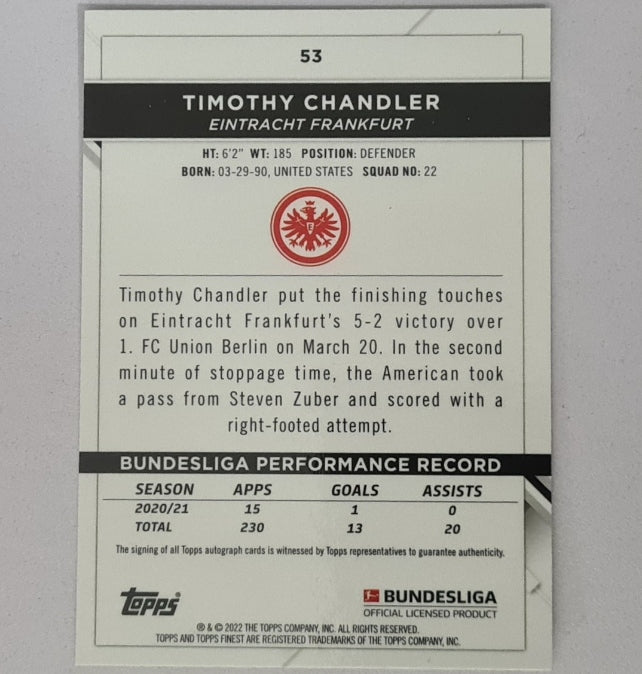 53
TIMOTHY CHANDLER
EINTRACHT FRANKFURT
HT: 6'2" WT: 185 POSITION: DEFENDER
BORN: 03-29-90, UNITED STATES SQUAD NO: 22
Timothy Chandler put the finishing touches
on Eintracht Frankfurt's 5-2 victory over
1. FC Union Berlin on March 20. In the second
minute of stoppage time, the American took
a pass from Steven Zuber and scored with a
right-footed attempt.
BUNDESLIGA PERFORMANCE RECORD
SEASON APPS GOALS ASSISTS
2020/21 15 1 0
TOTAL 230 13 20
The signing of all Topps autograph cards is witnessed by Topps representatives to guarantee authenticity.
topps
BUNDESLIGA
OFFICIAL LICENSED PRODUCT
® & © 2022 THE TOPPS COMPANY, INC. ALL RIGHTS RESERVED.
TOPPS AND TOPPS FINEST ARE REGISTERED TRADEMARKS OF THE TOPPS COMPANY, INC.